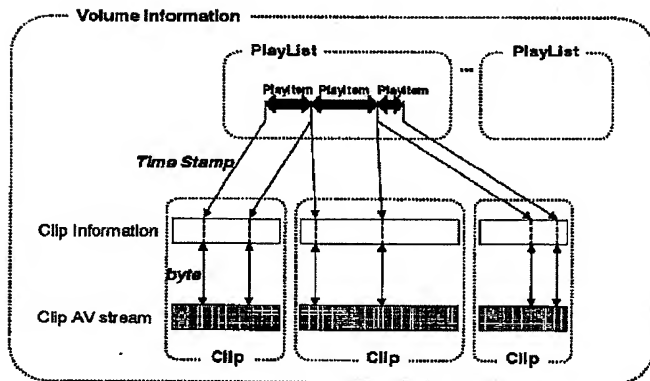 Volume Information
PlayList
PlayList
...
PlayItem PlayItem PlayItem
Time Stamp
Clip Information
byte
Clip AV stream
Clip
Clip
Clip